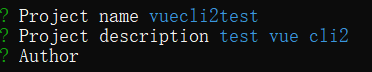 ? Project name vuecli2test
? Project description test vue cli2
? Author